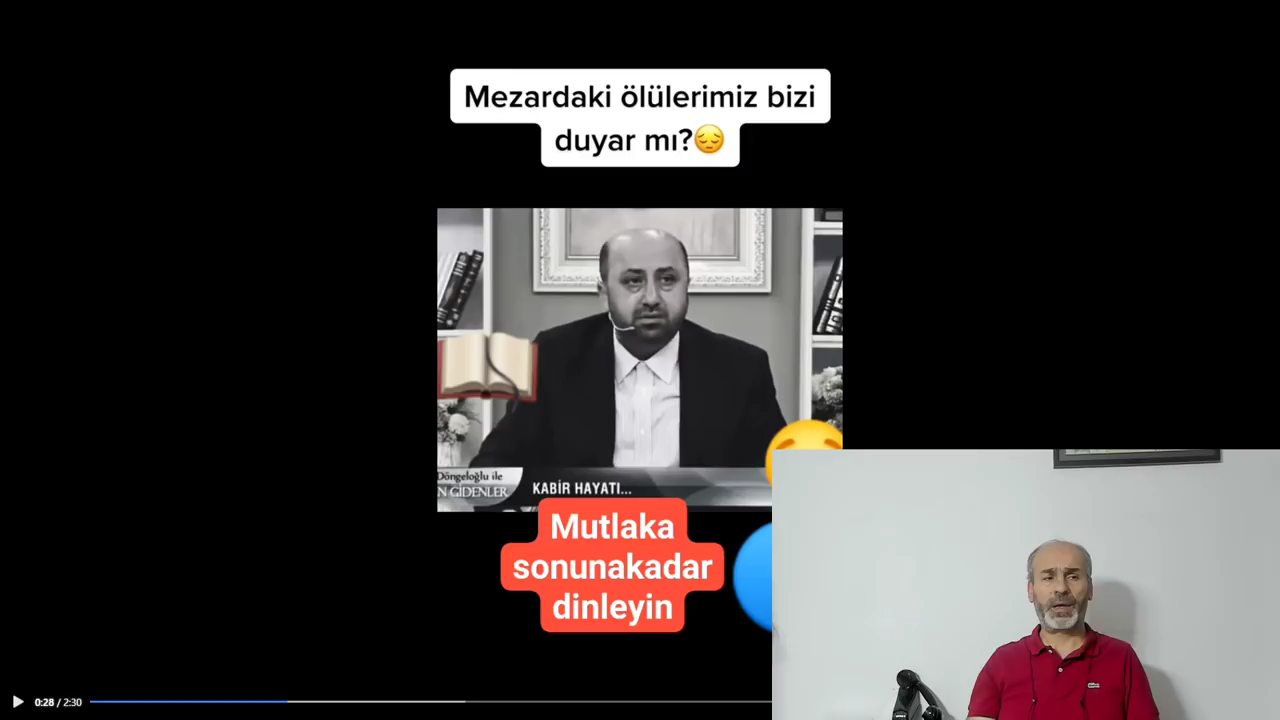 Mezardaki ölülerimiz bizi
duyar mı?😔
Döngeloğlu ile
N GİDENLER
KABİR HAYATI...
Mutlaka
sonunakadar
dinleyin
0:28 / 2:30